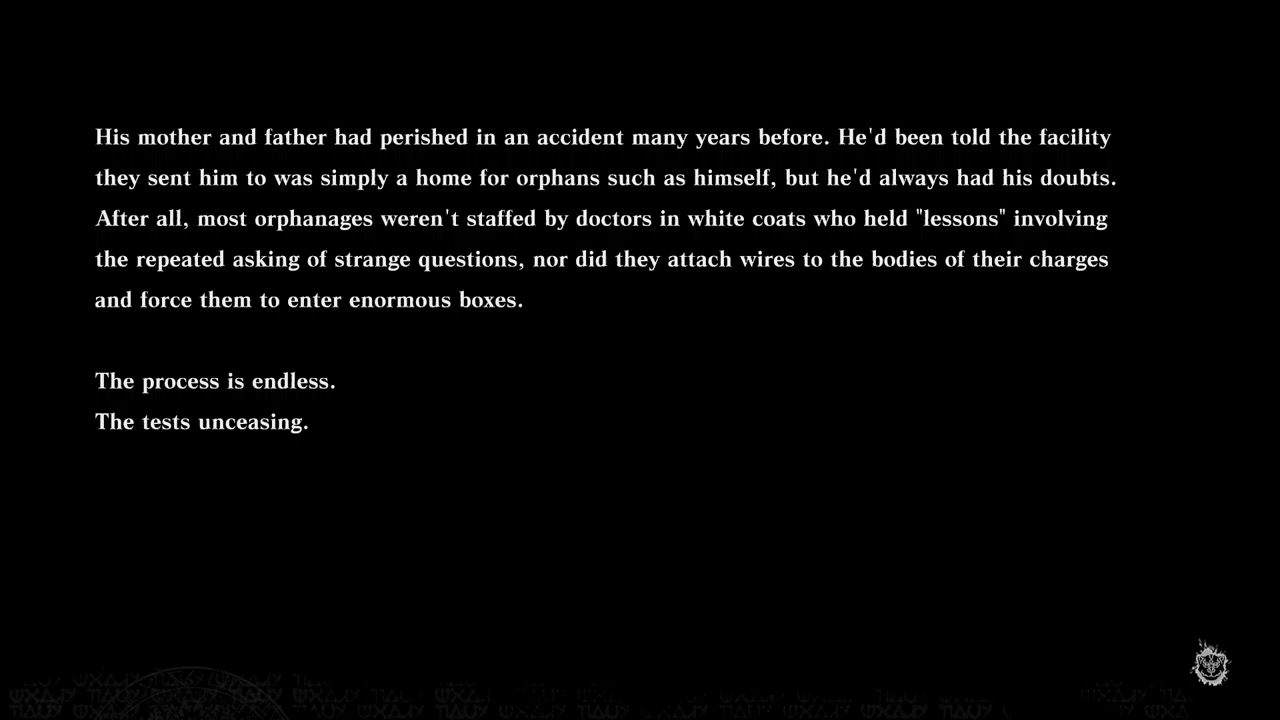 His mother and father had perished in an accident many years before. He'd been told the facility
they sent him to was simply a home for orphans such as himself, but he'd always had his doubts.
After all, most orphanages weren't staffed by doctors in white coats who held "lessons" involving
the repeated asking of strange questions, nor did they attach wires to the bodies of their charges
and force them to enter enormous boxes.
The process is endless.
The tests unceasing.